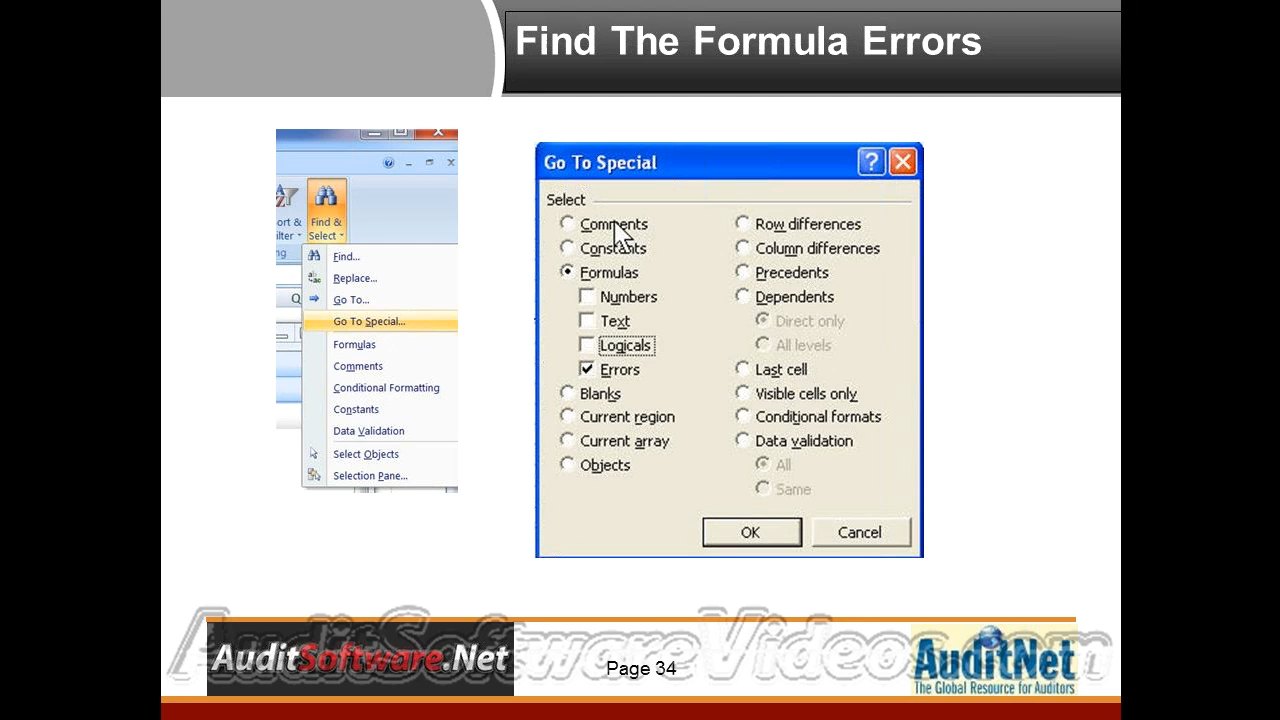 Find The Formula Errors
ort &
ilter
Find &
Select
ng
Q
Find...
Replace...
Go To...
Go To Special...
Formulas
Comments
Conditional Formatting
Constants
Data Validation
Select Objects
Selection Pane...
Go To Special
Select
Comments
Constants
Formulas
Numbers
Text
Logicals
Errors
Blanks
Current region
Current array
Objects
Row differences
Column differences
Precedents
Dependents
Direct only
All levels
Last cell
Visible cells only
Conditional formats
Data validation
All
Same
OK
Cancel
AuditSoftwareVideos.com
AuditSoftware.Net
Page 34
AuditNet
The Global Resource for Auditors